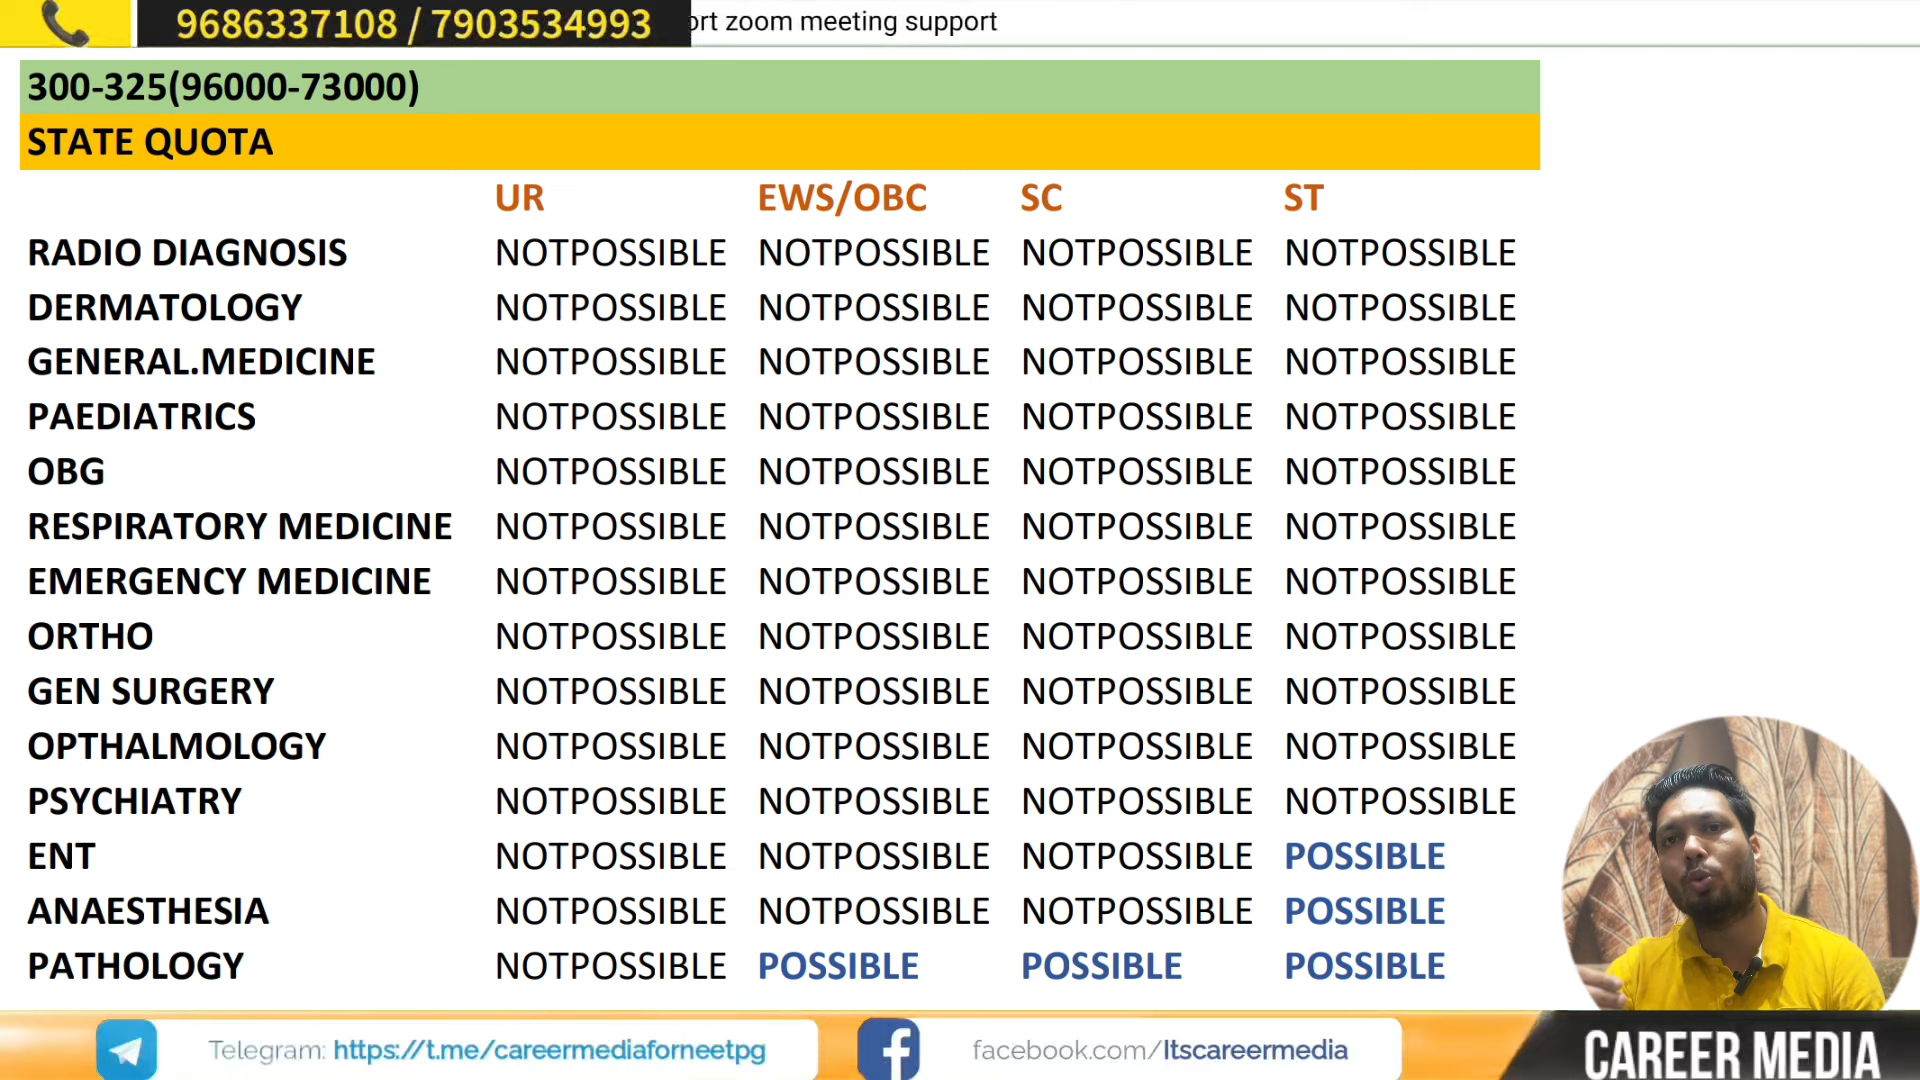 9686337108 / 7903534993 ort zoom meeting support
300-325(96000-73000)
STATE QUOTA
UR EWS/OBC SC ST
RADIO DIAGNOSIS NOTPOSSIBLE NOTPOSSIBLE NOTPOSSIBLE NOTPOSSIBLE
DERMATOLOGY NOTPOSSIBLE NOTPOSSIBLE NOTPOSSIBLE NOTPOSSIBLE
GENERAL.MEDICINE NOTPOSSIBLE NOTPOSSIBLE NOTPOSSIBLE NOTPOSSIBLE
PAEDIATRICS NOTPOSSIBLE NOTPOSSIBLE NOTPOSSIBLE NOTPOSSIBLE
OBG NOTPOSSIBLE NOTPOSSIBLE NOTPOSSIBLE NOTPOSSIBLE
RESPIRATORY MEDICINE NOTPOSSIBLE NOTPOSSIBLE NOTPOSSIBLE NOTPOSSIBLE
EMERGENCY MEDICINE NOTPOSSIBLE NOTPOSSIBLE NOTPOSSIBLE NOTPOSSIBLE
ORTHO NOTPOSSIBLE NOTPOSSIBLE NOTPOSSIBLE NOTPOSSIBLE
GEN SURGERY NOTPOSSIBLE NOTPOSSIBLE NOTPOSSIBLE NOTPOSSIBLE
OPTHALMOLOGY NOTPOSSIBLE NOTPOSSIBLE NOTPOSSIBLE NOTPOSSIBLE
PSYCHIATRY NOTPOSSIBLE NOTPOSSIBLE NOTPOSSIBLE NOTPOSSIBLE
ENT NOTPOSSIBLE NOTPOSSIBLE NOTPOSSIBLE POSSIBLE
ANAESTHESIA NOTPOSSIBLE NOTPOSSIBLE NOTPOSSIBLE POSSIBLE
PATHOLOGY NOTPOSSIBLE POSSIBLE POSSIBLE POSSIBLE
Telegram: https://t.me/careermediaforneetpg facebook.com/Itscareermedia CAREER MEDIA